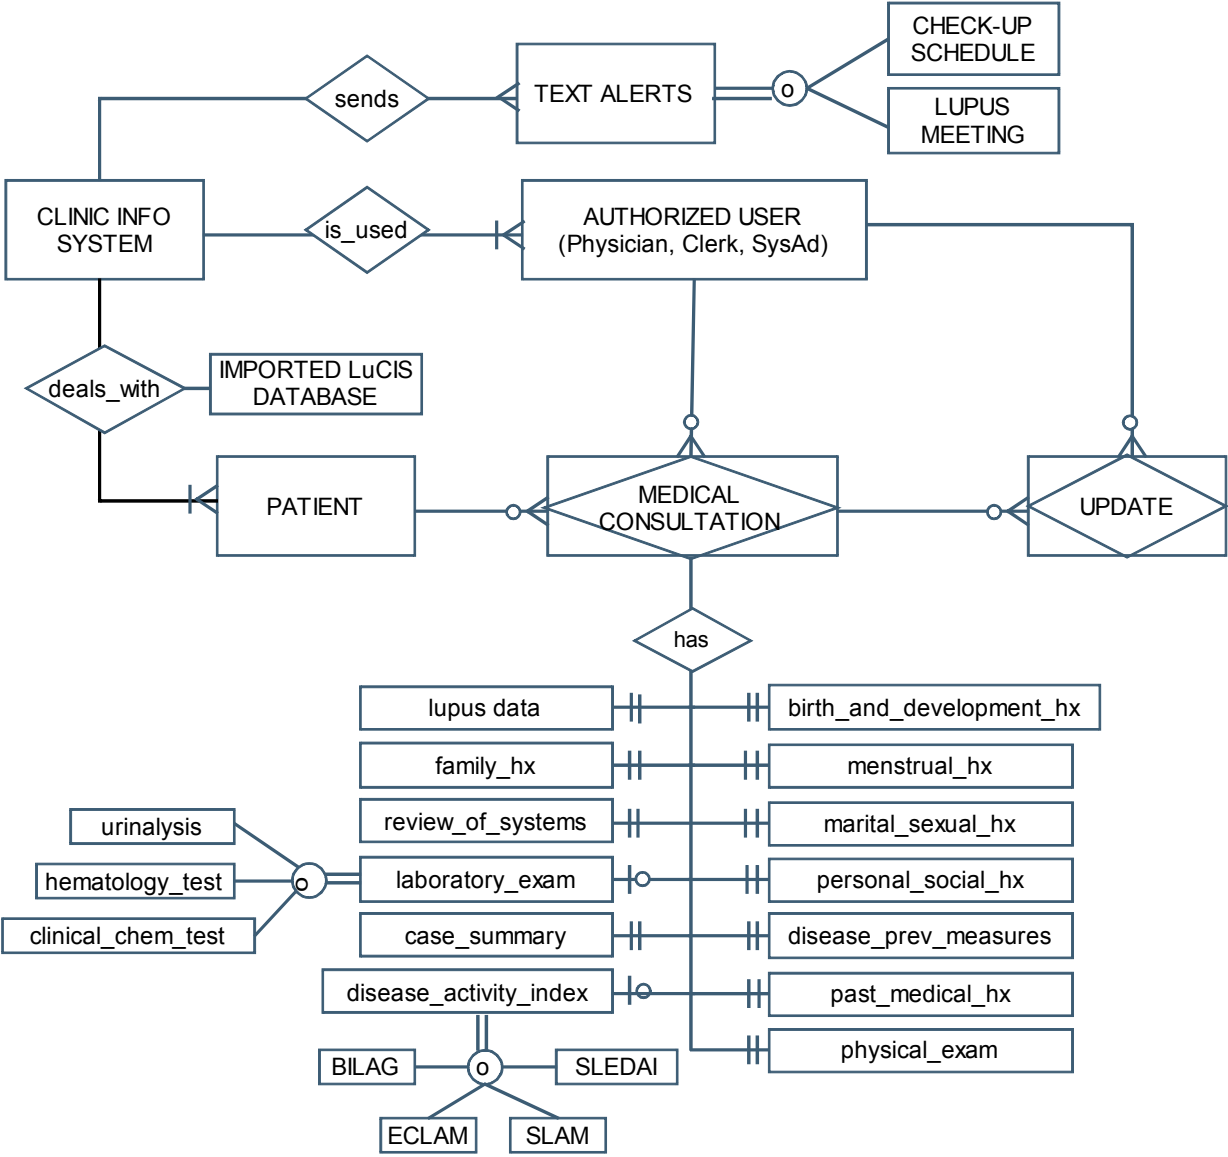 CHECK-UP
SCHEDULE
sends
TEXT ALERTS
o
LUPUS
MEETING
CLINIC INFO
SYSTEM
is_used
AUTHORIZED USER
(Physician, Clerk, SysAd)
deals_with
IMPORTED LuCIS
DATABASE
PATIENT
MEDICAL
CONSULTATION
UPDATE
has
lupus data
birth_and_development_hx
family_hx
menstrual_hx
urinalysis
review_of_systems
marital_sexual_hx
hematology_test
o
laboratory_exam
personal_social_hx
clinical_chem_test
case_summary
disease_prev_measures
disease_activity_index
past_medical_hx
physical_exam
BILAG
o
SLEDAI
ECLAM
SLAM